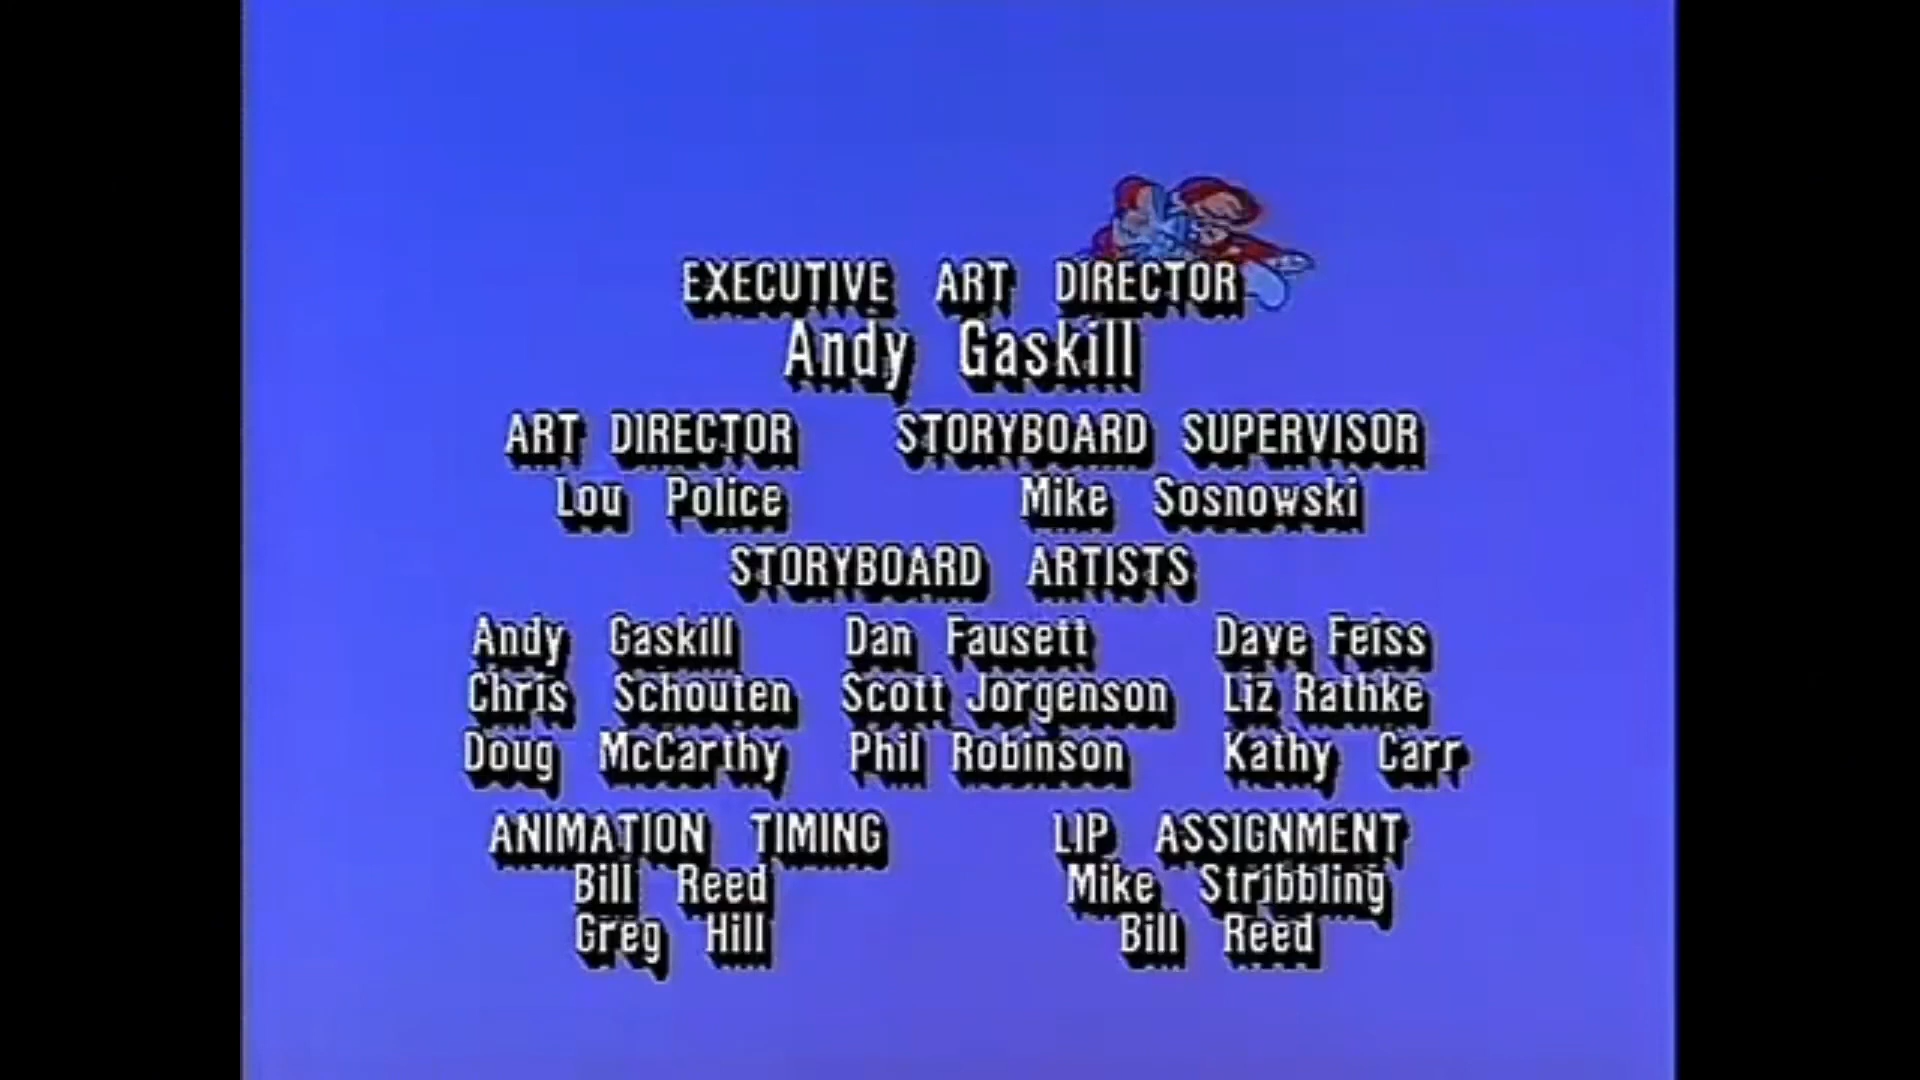 EXECUTIVE ART DIRECTOR
Andy Gaskill
ART DIRECTOR STORYBOARD SUPERVISOR
Lou Police Mike Sosnowski
STORYBOARD ARTISTS
Andy Gaskill Dan Fausett Dave Feiss
Chris Schouten Scott Jorgenson Liz Rathke
Doug McCarthy Phil Robinson Kathy Carr
ANIMATION TIMING LIP ASSIGNMENT
Bill Reed Mike Stribbling
Greg Hill Bill Reed